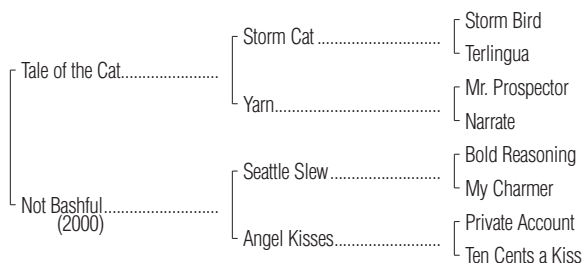 Storm Bird
Storm Cat ..................................
Terlingua
Tale of the Cat......................
Mr. Prospector
Yarn............................................
Narrate
Bold Reasoning
Seattle Slew ..............................
My Charmer
Not Bashful..........................
(2000)
Private Account
Angel Kisses.............................
Ten Cents a Kiss